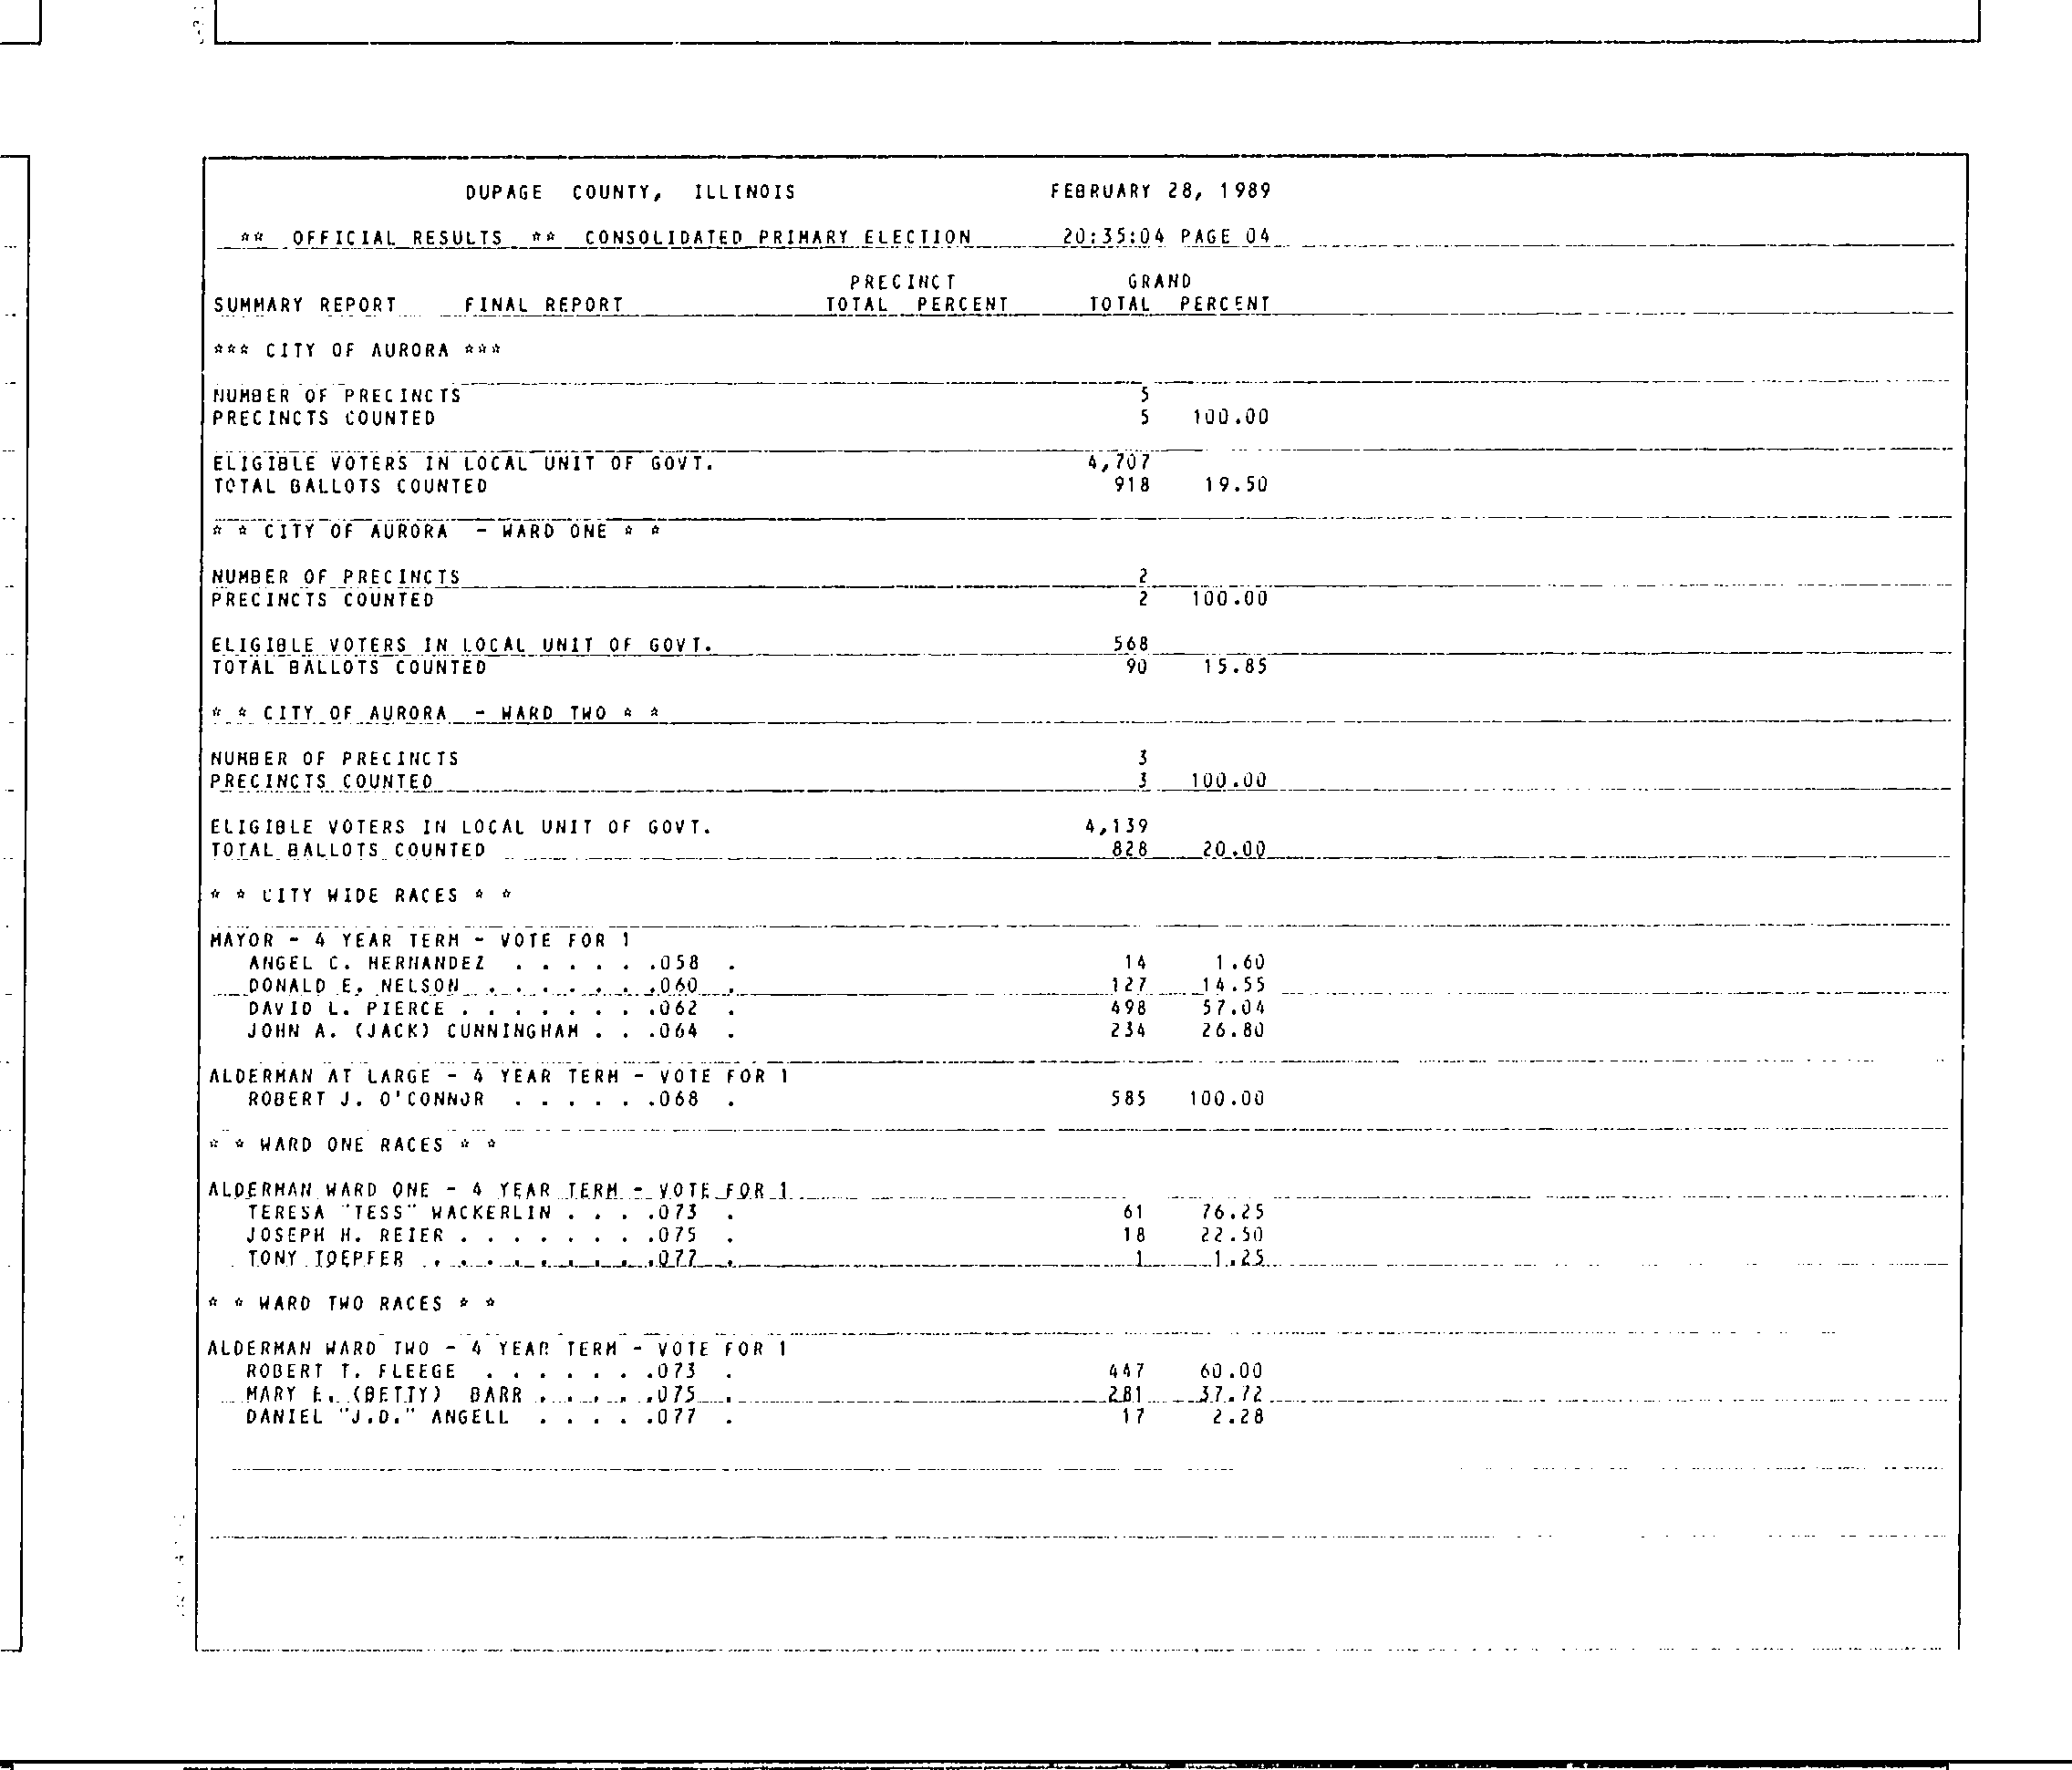 DUPAGE COUNTY, ILLINOIS FEBRUARY 28, 1989
** OFFICIAL RESULTS ** CONSOLIDATED PRIMARY ELECTION 20:35:04 PAGE 04
PRECINCT GRAND
SUMMARY REPORT FINAL REPORT TOTAL PERCENT TOTAL PERCENT
*** CITY OF AURORA ***
NUMBER OF PRECINCTS 5
PRECINCTS COUNTED 5 100.00
ELIGIBLE VOTERS IN LOCAL UNIT OF GOVT. 4,707
TOTAL BALLOTS COUNTED 918 19.50
* * CITY OF AURORA - WARD ONE * *
NUMBER OF PRECINCTS 2
PRECINCTS COUNTED 2 100.00
ELIGIBLE VOTERS IN LOCAL UNIT OF GOVT. 568
TOTAL BALLOTS COUNTED 90 15.85
* * CITY OF AURORA - WARD TWO * *
NUMBER OF PRECINCTS 3
PRECINCTS COUNTED 3 100.00
ELIGIBLE VOTERS IN LOCAL UNIT OF GOVT. 4,139
TOTAL BALLOTS COUNTED 828 20.00
* * CITY WIDE RACES * *
MAYOR - 4 YEAR TERM - VOTE FOR 1
ANGEL C. HERNANDEZ . . . . . .058 . 14 1.60
DONALD E. NELSON . . . . . . .060 . 127 14.55
DAVID L. PIERCE . . . . . . . .062 . 498 57.04
JOHN A. (JACK) CUNNINGHAM . . .064 . 234 26.80
ALDERMAN AT LARGE - 4 YEAR TERM - VOTE FOR 1
ROBERT J. O'CONNOR . . . . . .068 . 585 100.00
* * WARD ONE RACES * *
ALDERMAN WARD ONE - 4 YEAR TERM - VOTE FOR 1
TERESA "TESS" WACKERLIN . . . .073 . 61 76.25
JOSEPH H. REIER . . . . . . . .075 . 18 22.50
TONY TOEPFER . . . . . . . . .077 . 1 1.25
* * WARD TWO RACES * *
ALDERMAN WARD TWO - 4 YEAR TERM - VOTE FOR 1
ROBERT T. FLEEGE . . . . . . .073 . 447 60.00
MARY E. (BETTY) BARR . . . . .075 . 281 37.72
DANIEL "J.D." ANGELL . . . . .077 . 17 2.28